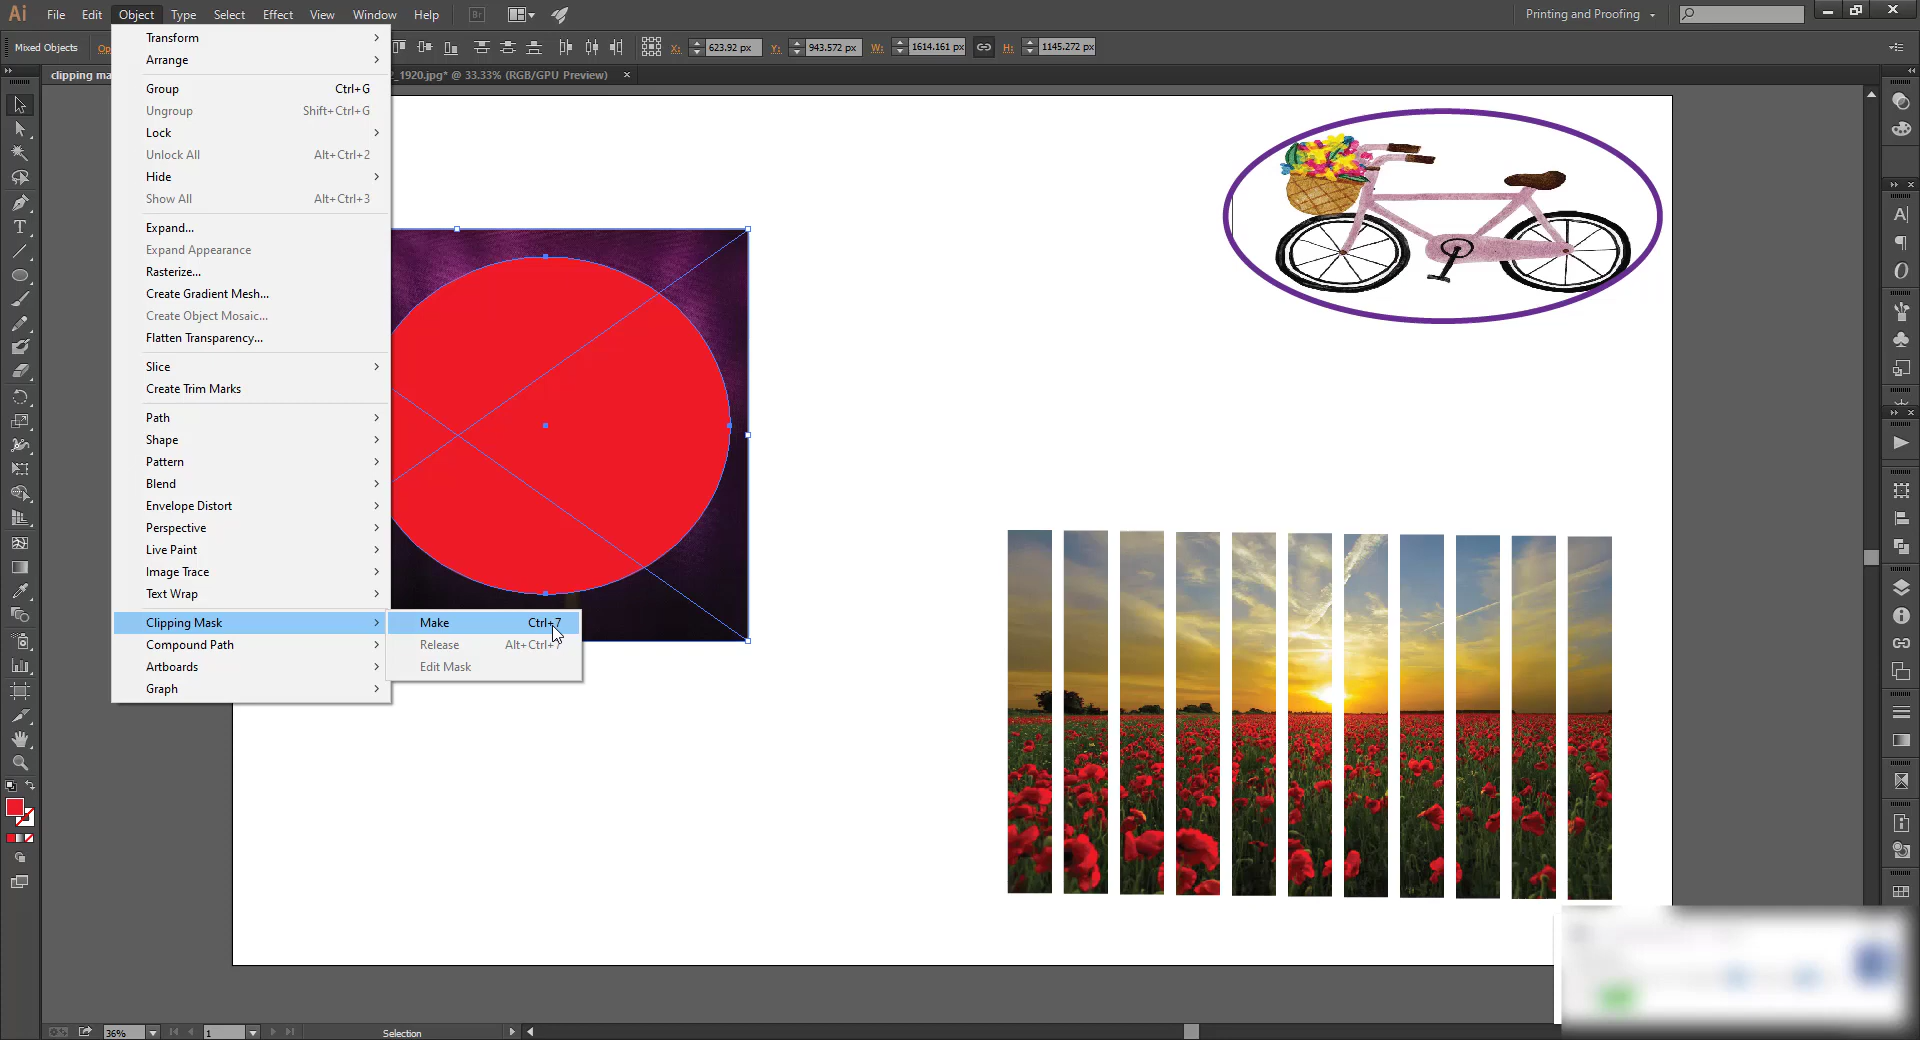 Ai File Edit Object Type Select Effect View Window Help Br Printing and Proofing
Mixed Objects Op X: 623.92 px Y: 943.572 px W: 1614.161 px H: 1145.272 px
clipping ma _1920.jpg* @ 33.33% (RGB/GPU Preview) ×
Transform
Arrange
Group Ctrl+G
Ungroup Shift+Ctrl+G
Lock
Unlock All Alt+Ctrl+2
Hide
Show All Alt+Ctrl+3
Expand...
Expand Appearance
Rasterize...
Create Gradient Mesh...
Create Object Mosaic...
Flatten Transparency...
Slice
Create Trim Marks
Path
Shape
Pattern
Blend
Envelope Distort
Perspective
Live Paint
Image Trace
Text Wrap
Clipping Mask
Make Ctrl+7
Compound Path
Release Alt+Ctrl+7
Artboards
Edit Mask
Graph
36% 1 Selection